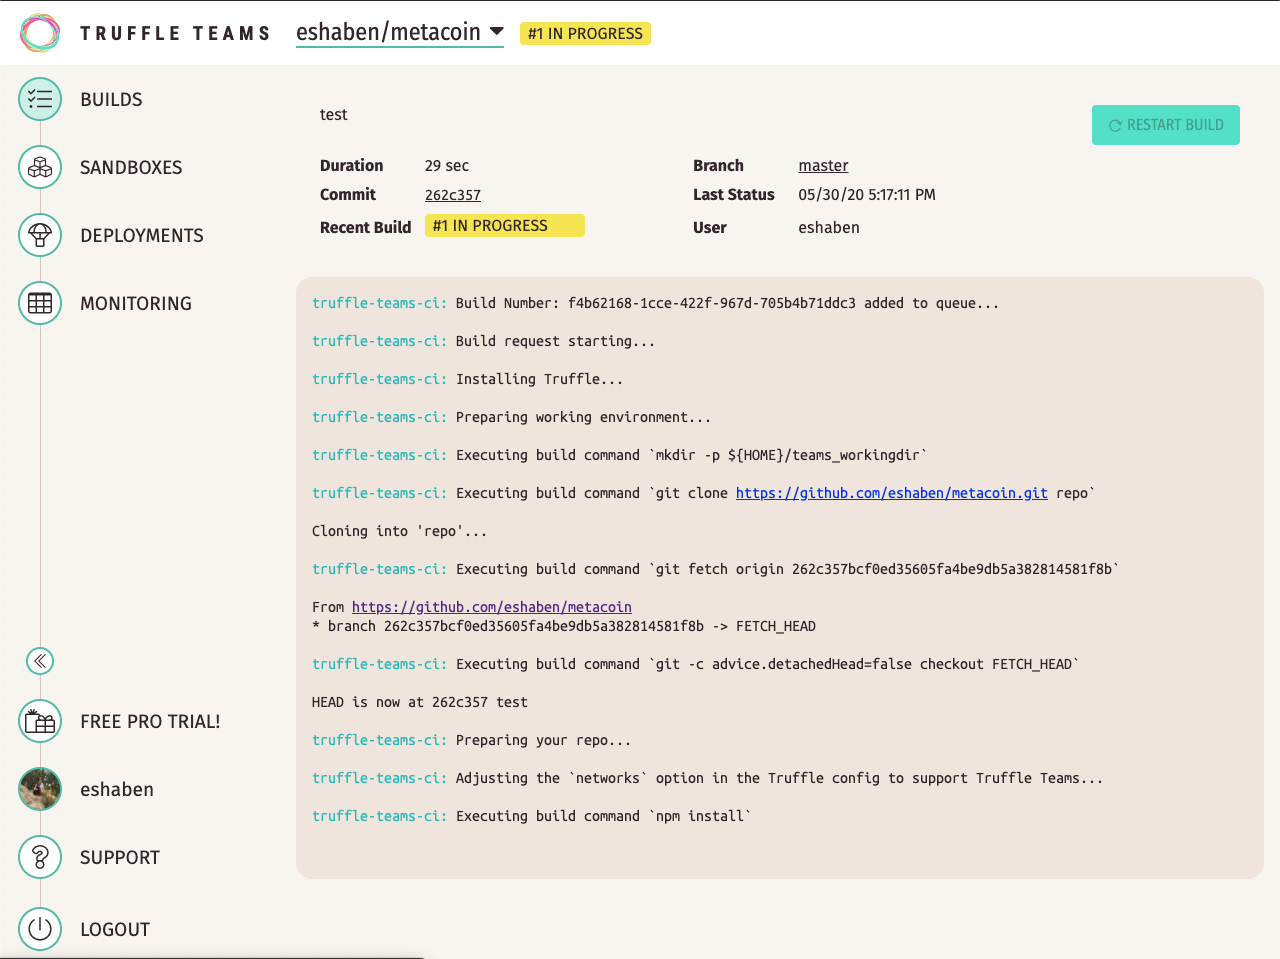 TRUFFLE TEAMS
eshaben/metacoin
#1 IN PROGRESS
BUILDS
SANDBOXES
DEPLOYMENTS
MONITORING
FREE PRO TRIAL!
eshaben
SUPPORT
LOGOUT
test
RESTART BUILD
Duration 29 sec Branch master
Commit 262c357 Last Status 05/30/20 5:17:11 PM
Recent Build #1 IN PROGRESS User eshaben
truffle-teams-ci: Build Number: f4b62168-1cce-422f-967d-705b4b71ddc3 added to queue...
truffle-teams-ci: Build request starting...
truffle-teams-ci: Installing Truffle...
truffle-teams-ci: Preparing working environment...
truffle-teams-ci: Executing build command `mkdir -p ${HOME}/teams_workingdir`
truffle-teams-ci: Executing build command `git clone https://github.com/eshaben/metacoin.git repo`
Cloning into 'repo'...
truffle-teams-ci: Executing build command `git fetch origin 262c357bcf0ed35605fa4be9db5a382814581f8b`
From https://github.com/eshaben/metacoin
* branch 262c357bcf0ed35605fa4be9db5a382814581f8b -> FETCH_HEAD
truffle-teams-ci: Executing build command `git -c advice.detachedHead=false checkout FETCH_HEAD`
HEAD is now at 262c357 test
truffle-teams-ci: Preparing your repo...
truffle-teams-ci: Adjusting the `networks` option in the Truffle config to support Truffle Teams...
truffle-teams-ci: Executing build command `npm install`